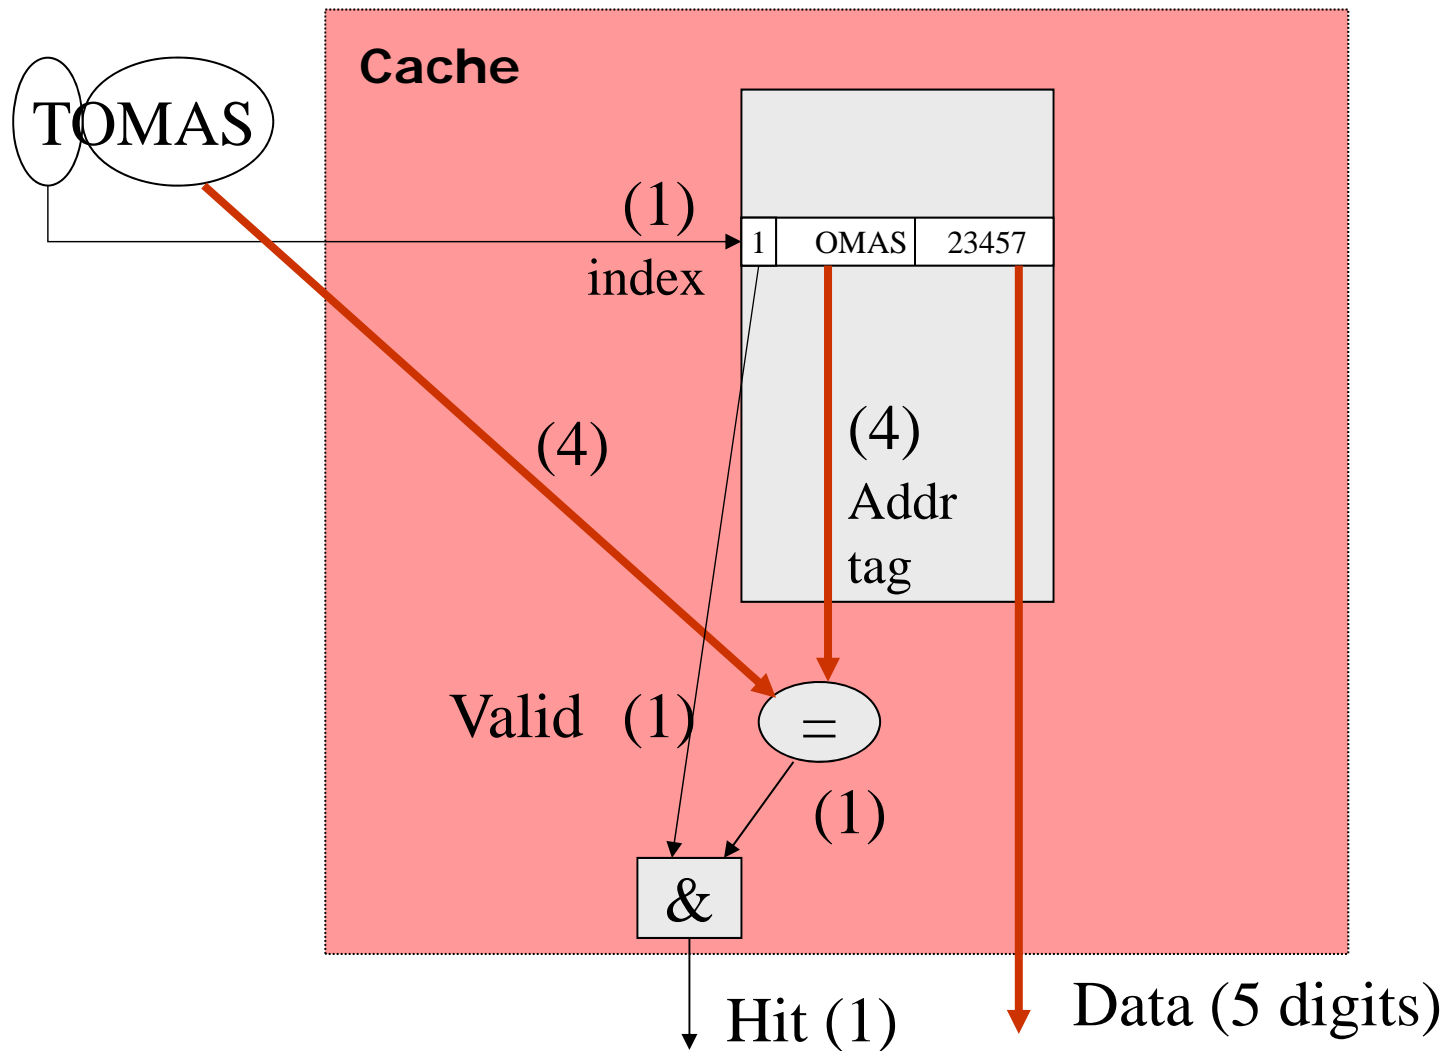 Cache
TOMAS
(1)
index
1 OMAS 23457
(4)
(4)
Addr
tag
Valid (1)
=
(1)
&
Hit (1)
Data (5 digits)